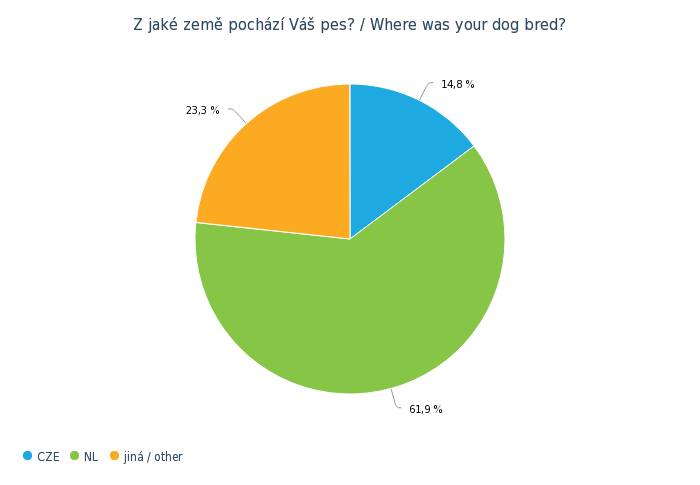 Z jaké země pochází Váš pes? / Where was your dog bred?
14,8 %
23,3 %
61,9 %
CZE NL jiná / other